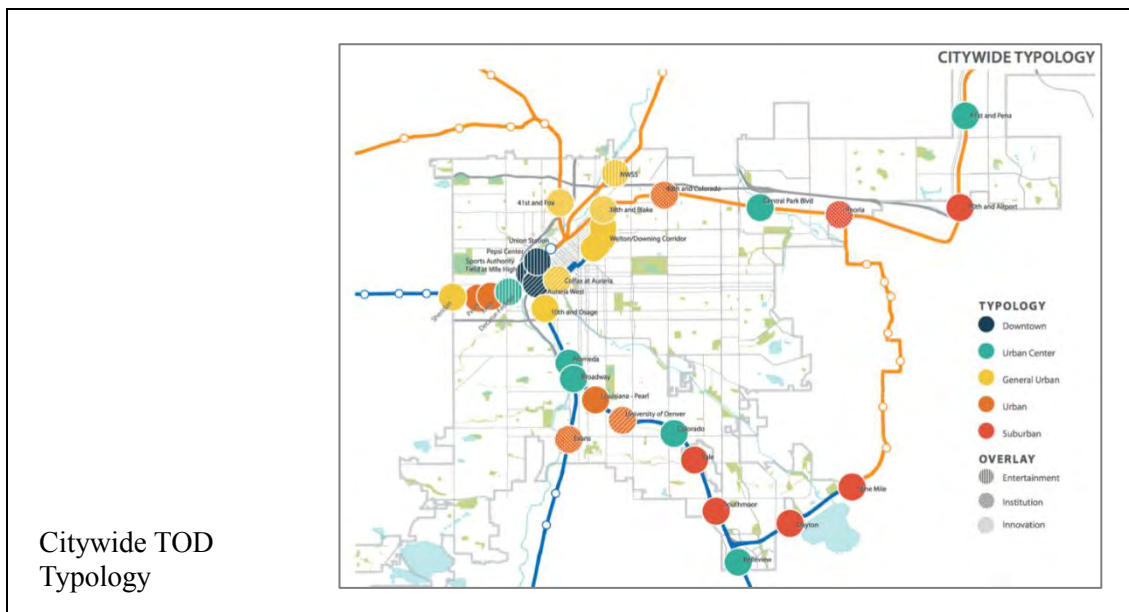 CITYWIDE TYPOLOGY
61st and Pena
NWSS
40th and Colorado
41st and Fox
38th and Blake
Central Park Blvd
Peoria
40th and Airport
Welton/Downing Corridor
Union Station
Pepsi Center
Sports Authority
Field at Mile High
Colfax at Auraria
Auraria West
Sheridan
10th and Osage
Alameda
Broadway
Louisiana - Pearl
University of Denver
Evans
Colorado
Yale
Southmoor
Nine Mile
Dayton
Belleview
TYPOLOGY
Downtown
Urban Center
General Urban
Urban
Suburban
OVERLAY
Entertainment
Institution
Innovation
Citywide TOD
Typology